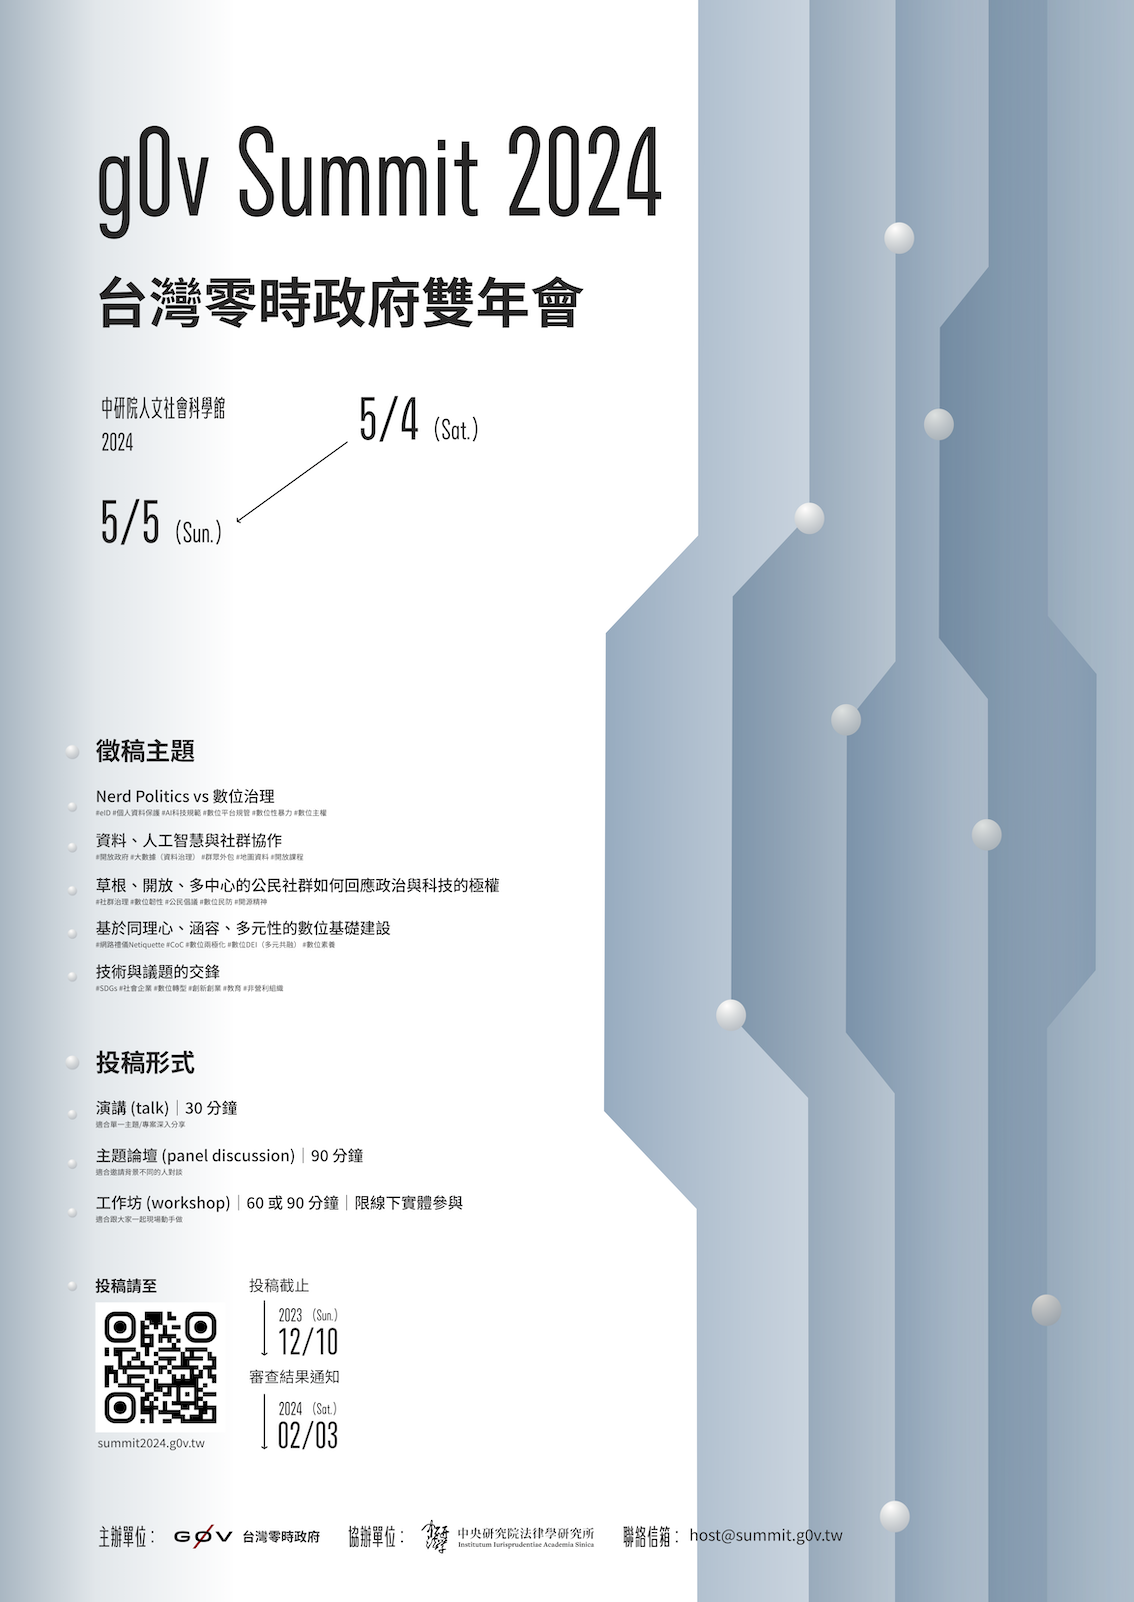 g0v Summit 2024
台灣零時政府雙年會
中研院人文社會科學館
2024
5/4 (Sat.)
5/5 (Sun.)
徵稿主題
Nerd Politics vs 數位治理
#eID #個人資料保護 #AI科技規範 #數位平台規管 #數位性暴力 #數位主權
資料、人工智慧與社群協作
#開放政府 #大數據（資料治理） #群眾外包 #地圖資料 #開放課程
草根、開放、多中心的公民社群如何回應政治與科技的極權
#社群治理 #數位韌性 #公民倡議 #數位民防 #開源精神
基於同理心、涵容、多元性的數位基礎建設
#網路禮儀Netiquette #CoC #數位兩極化 #數位DEI（多元共融） #數位素養
技術與議題的交鋒
#SDGs #社會企業 #數位轉型 #創新創業 #教育 #非營利組織
投稿形式
演講 (talk)｜30 分鐘
適合單一主題/專案深入分享
主題論壇 (panel discussion)｜90 分鐘
適合邀請背景不同的人對談
工作坊 (workshop)｜60 或 90 分鐘｜限線下實體參與
適合跟大家一起現場動手做
投稿請至
summit2024.g0v.tw
投稿截止
2023 (Sun.)
12/10
審查結果通知
2024 (Sat.)
02/03
主辦單位： G0V 台灣零時政府
協辦單位： 中央研究院法律學研究所
Institutum Iurisprudentiae Academia Sinica
聯絡信箱： host@summit.g0v.tw